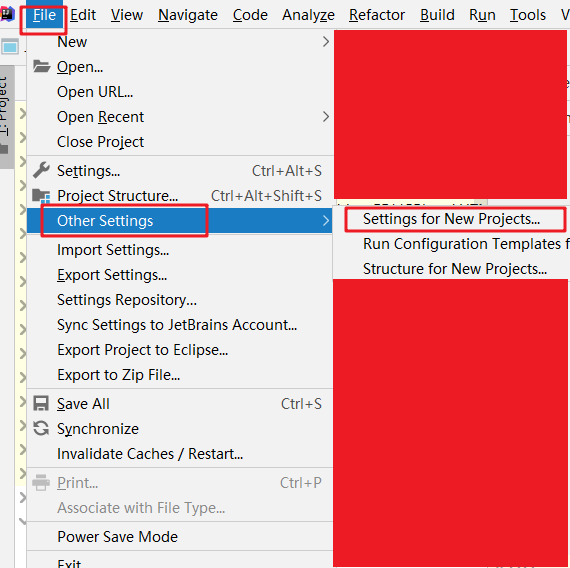 File Edit View Navigate Code Analyze Refactor Build Run Tools
New
Open...
Open URL...
Open Recent
Close Project
Settings... Ctrl+Alt+S
Project Structure... Ctrl+Alt+Shift+S
Other Settings
Settings for New Projects...
Run Configuration Templates f
Structure for New Projects...
Import Settings...
Export Settings...
Settings Repository...
Sync Settings to JetBrains Account...
Export Project to Eclipse...
Export to Zip File...
Save All Ctrl+S
Synchronize
Invalidate Caches / Restart...
Print... Ctrl+P
Associate with File Type...
Power Save Mode
Exit
1: Project